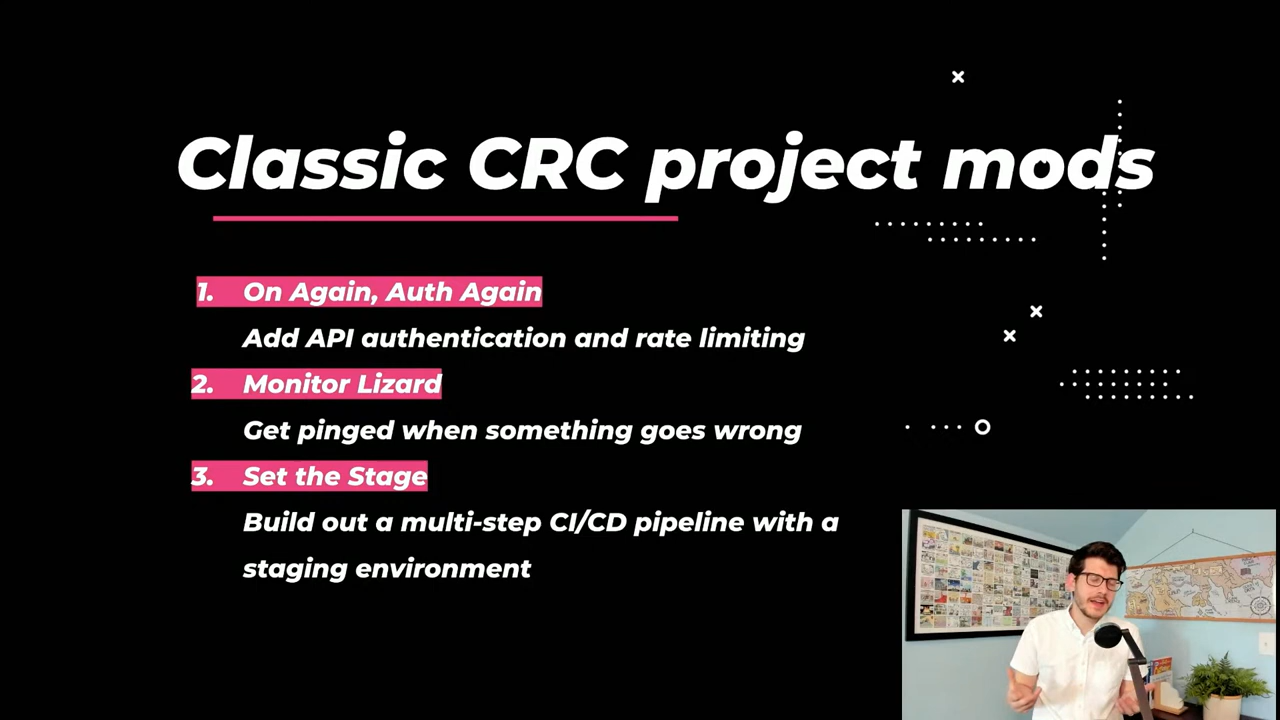 Classic CRC project mods
1. On Again, Auth Again
Add API authentication and rate limiting
2. Monitor Lizard
Get pinged when something goes wrong
3. Set the Stage
Build out a multi-step CI/CD pipeline with a
staging environment